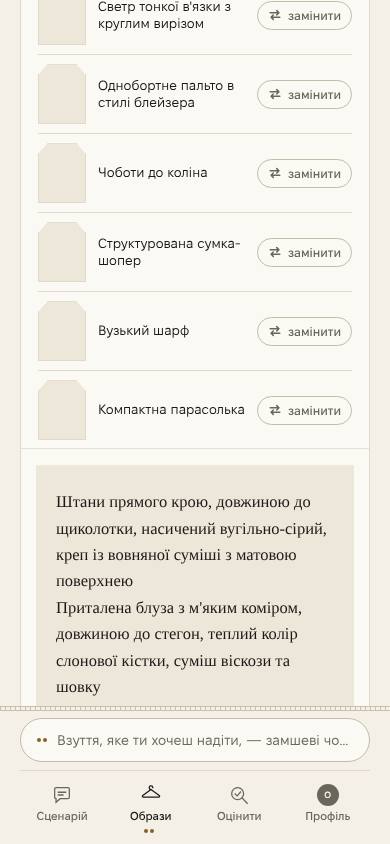 Светр тонкої в'язки з
круглим вирізом
замінити
Однобортне пальто в
стилі блейзера
замінити
Чоботи до коліна
замінити
Структурована сумка-
шопер
замінити
Вузький шарф
замінити
Компактна парасолька
замінити
Штани прямого крою, довжиною до
щиколотки, насичений вугільно-сірий,
креп із вовняної суміші з матовою
поверхнею
Приталена блуза з м'яким коміром,
довжиною до стегон, теплий колір
слонової кістки, суміш віскози та
шовку
Взуття, яке ти хочеш надіти, — замшеві чо...
Сценарій
Образи
Оцінити
О
Профіль